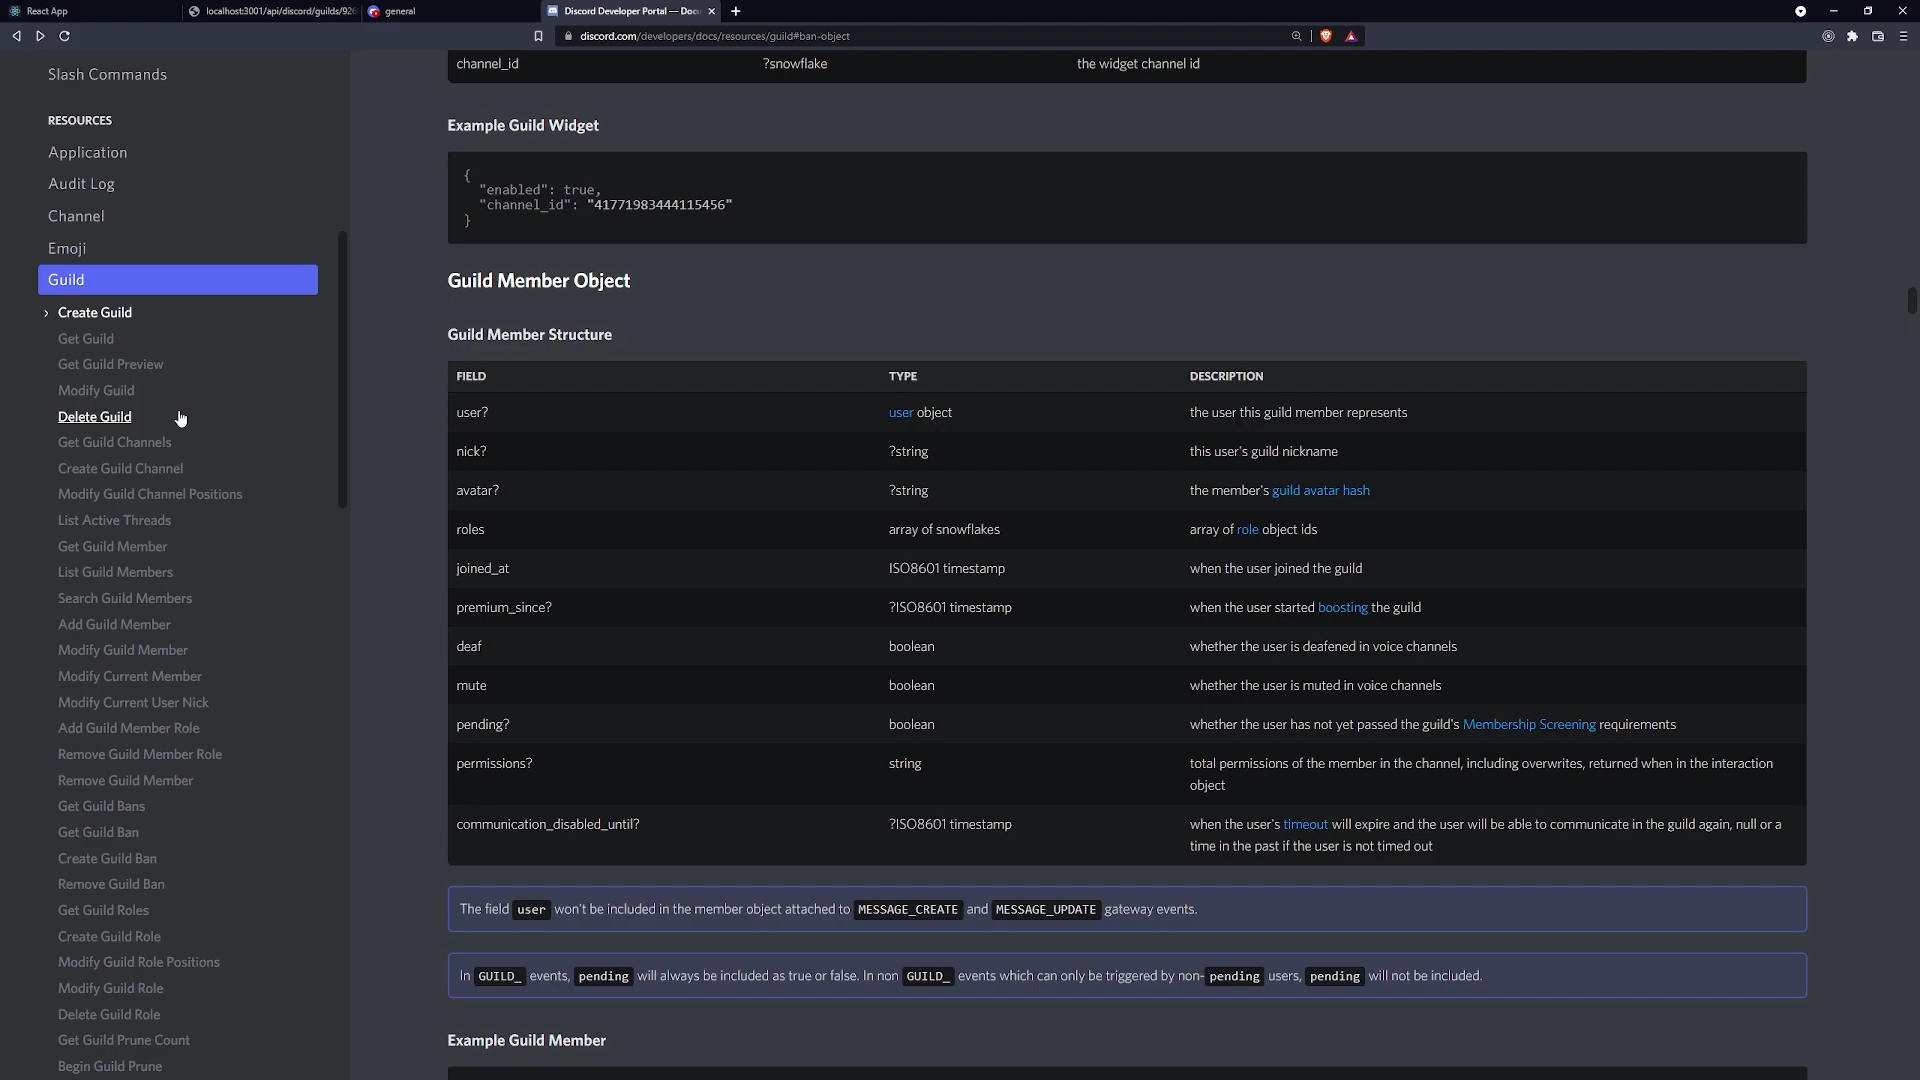 React App
localhost:3001/api/discord/guilds/926
general
Discord Developer Portal — Docu
discord.com/developers/docs/resources/guild#ban-object
Slash Commands
RESOURCES
Application
Audit Log
Channel
Emoji
Guild
Create Guild
Get Guild
Get Guild Preview
Modify Guild
Delete Guild
Get Guild Channels
Create Guild Channel
Modify Guild Channel Positions
List Active Threads
Get Guild Member
List Guild Members
Search Guild Members
Add Guild Member
Modify Guild Member
Modify Current Member
Modify Current User Nick
Add Guild Member Role
Remove Guild Member Role
Remove Guild Member
Get Guild Bans
Get Guild Ban
Create Guild Ban
Remove Guild Ban
Get Guild Roles
Create Guild Role
Modify Guild Role Positions
Modify Guild Role
Delete Guild Role
Get Guild Prune Count
Begin Guild Prune
channel_id ?snowflake the widget channel id
Example Guild Widget
{
"enabled": true,
"channel_id": "41771983444115456"
}
Guild Member Object
Guild Member Structure
FIELD TYPE DESCRIPTION
user? user object the user this guild member represents
nick? ?string this user's guild nickname
avatar? ?string the member's guild avatar hash
roles array of snowflakes array of role object ids
joined_at ISO8601 timestamp when the user joined the guild
premium_since? ?ISO8601 timestamp when the user started boosting the guild
deaf boolean whether the user is deafened in voice channels
mute boolean whether the user is muted in voice channels
pending? boolean whether the user has not yet passed the guild's Membership Screening requirements
permissions? string total permissions of the member in the channel, including overwrites, returned when in the interaction
object
communication_disabled_until? ?ISO8601 timestamp when the user's timeout will expire and the user will be able to communicate in the guild again, null or a
time in the past if the user is not timed out
The field user won't be included in the member object attached to MESSAGE_CREATE and MESSAGE_UPDATE gateway events.
In GUILD_ events, pending will always be included as true or false. In non GUILD_ events which can only be triggered by non-pending users, pending will not be included.
Example Guild Member